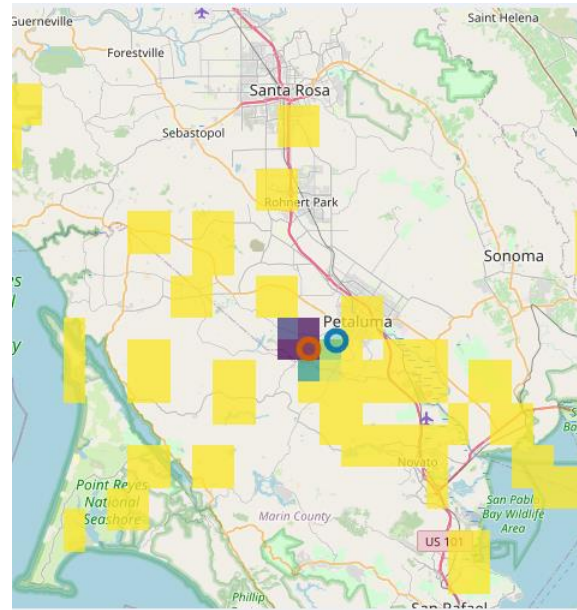 Guerneville
Saint Helena
Forestville
Santa Rosa
Sebastopol
Rohnert Park
Sonoma
Petaluma
Novato
Point Reyes
National
Seashore
San Pablo
Bay Wildlife
Area
Marin County
US 101
Phillip
San Rafael